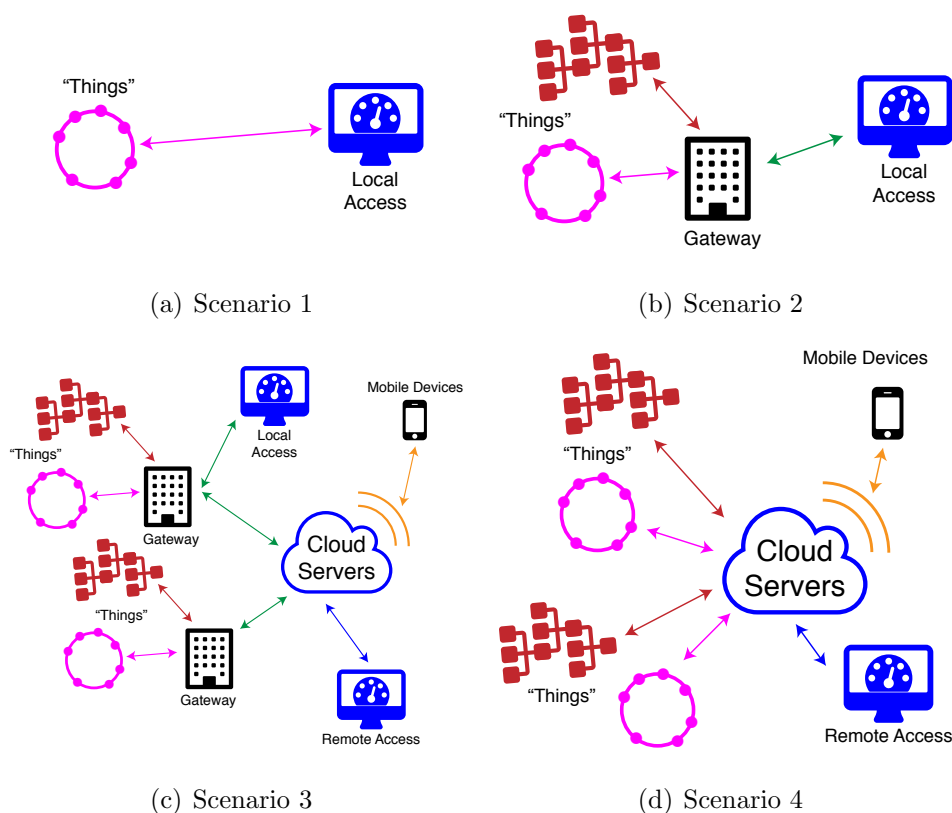 “Things”
Local
Access
(a) Scenario 1
“Things”
Gateway
Local
Access
(b) Scenario 2
“Things”
Gateway
Local
Access
Mobile Devices
Cloud
Servers
“Things”
Gateway
Remote Access
(c) Scenario 3
Mobile Devices
“Things”
Cloud
Servers
“Things”
Remote Access
(d) Scenario 4